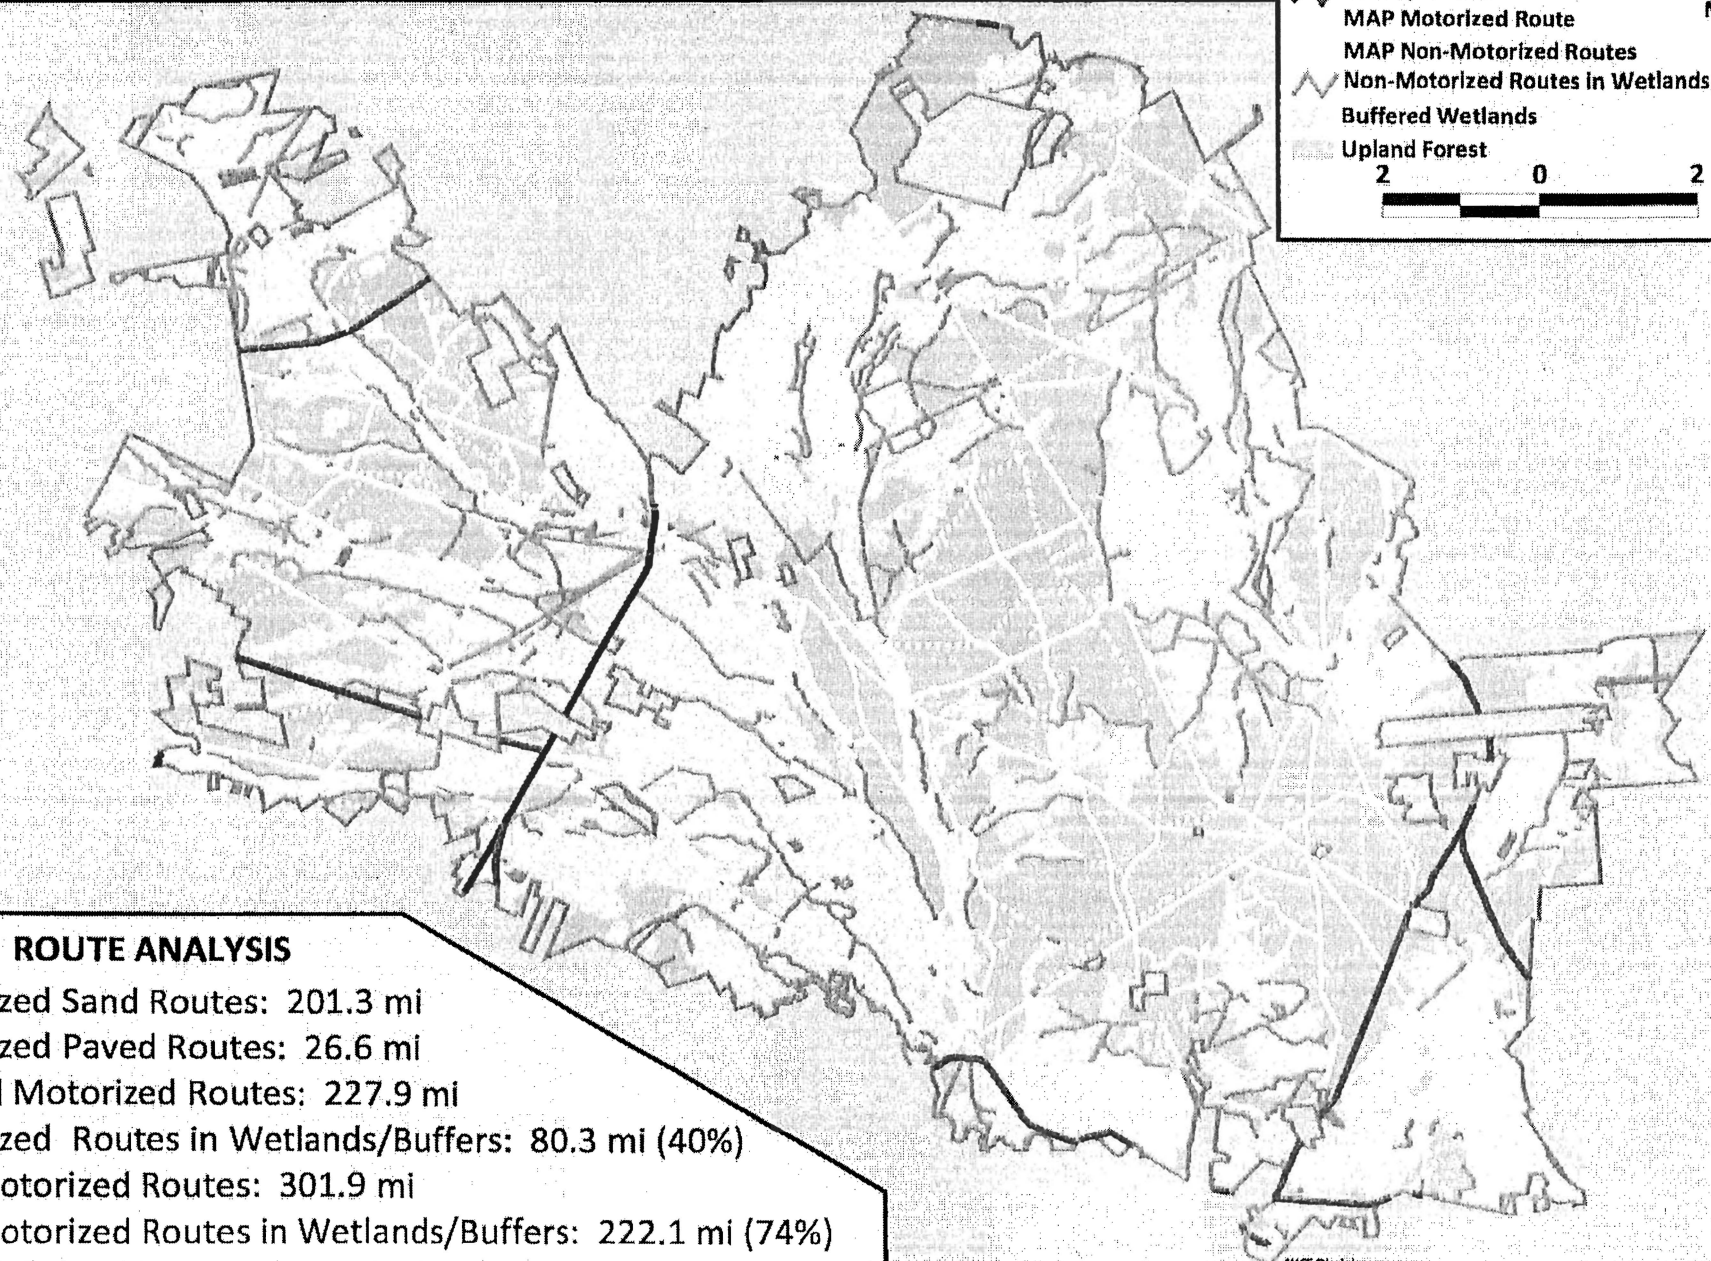 MAP Motorized Route
MAP Non-Motorized Routes
Non-Motorized Routes in Wetlands
Buffered Wetlands
Upland Forest
2 0 2
ROUTE ANALYSIS
zed Sand Routes: 201.3 mi
zed Paved Routes: 26.6 mi
l Motorized Routes: 227.9 mi
zed Routes in Wetlands/Buffers: 80.3 mi (40%)
otorized Routes: 301.9 mi
otorized Routes in Wetlands/Buffers: 222.1 mi (74%)